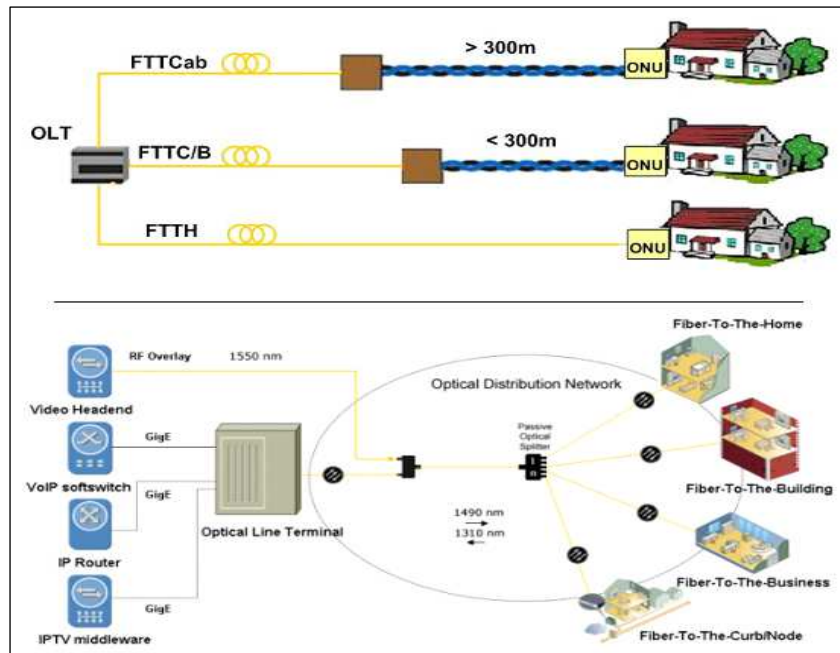 FTTCab
> 300m
ONU
OLT
FTTC/B
< 300m
ONU
FTTH
ONU
Fiber-To-The-Home
RF Overlay 1550 nm
Optical Distribution Network
Video Headend
Passive
Optical
Splitter
GigE
VoIP softswitch
GigE
Fiber-To-The-Building
1490 nm
Optical Line Terminal
1310 nm
IP Router
Fiber-To-The-Business
GigE
IPTV middleware
Fiber-To-The-Curb/Node